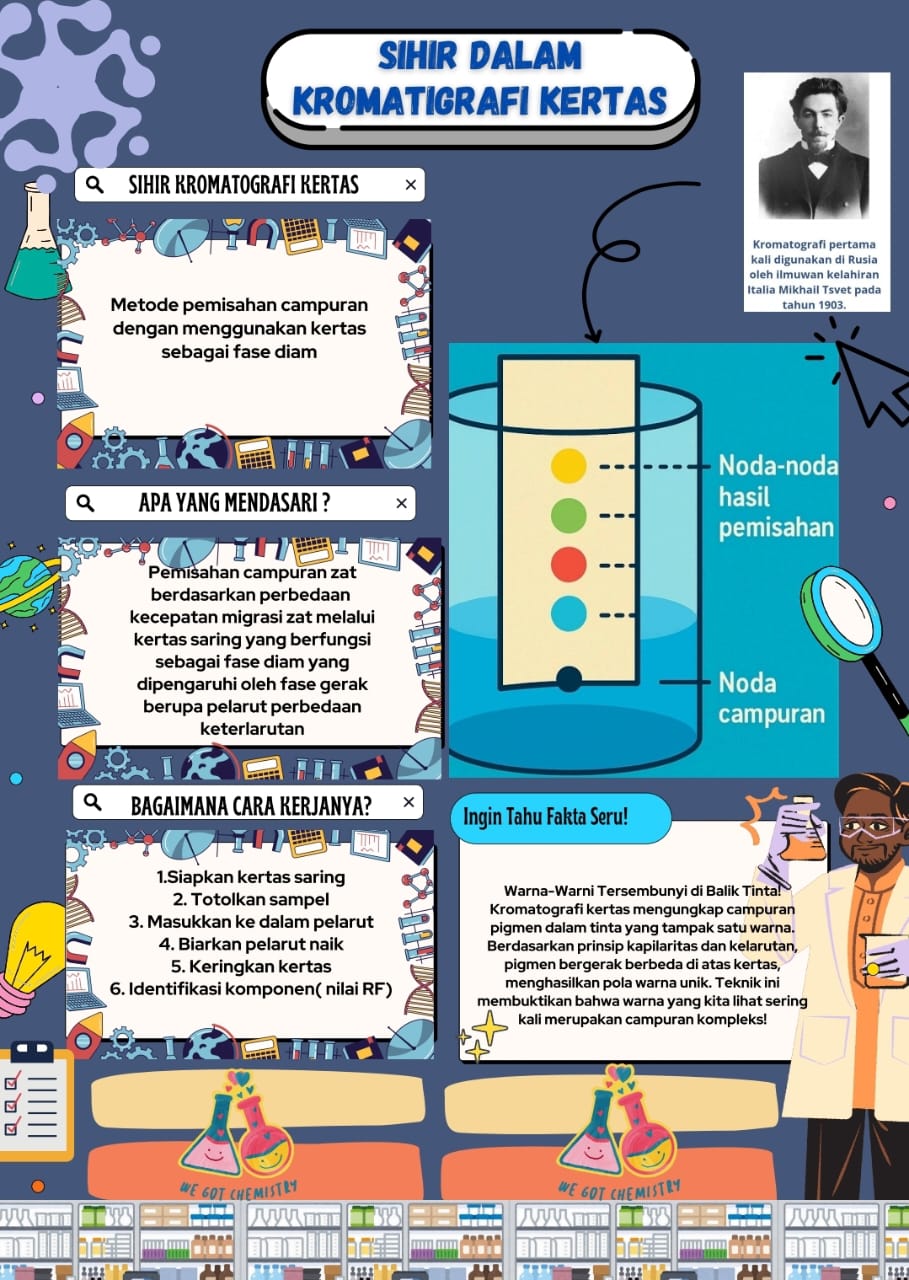 SIHIR DALAM
KROMATIGRAFI KERTAS
Kromatografi pertama
kali digunakan di Rusia
oleh ilmuwan kelahiran
Italia Mikhail Tsvet pada
tahun 1903.
SIHIR KROMATOGRAFI KERTAS
Metode pemisahan campuran
dengan menggunakan kertas
sebagai fase diam
APA YANG MENDASARI ?
Pemisahan campuran zat
berdasarkan perbedaan
kecepatan migrasi zat melalui
kertas saring yang berfungsi
sebagai fase diam yang
dipengaruhi oleh fase gerak
berupa pelarut perbedaan
keterlarutan
Noda-noda
hasil
pemisahan
Noda
campuran
BAGAIMANA CARA KERJANYA?
1.Siapkan kertas saring
2. Totolkan sampel
3. Masukkan ke dalam pelarut
4. Biarkan pelarut naik
5. Keringkan kertas
6. Identifikasi komponen( nilai RF)
Ingin Tahu Fakta Seru!
Warna-Warni Tersembunyi di Balik Tinta!
Kromatografi kertas mengungkap campuran
pigmen dalam tinta yang tampak satu warna.
Berdasarkan prinsip kapilaritas dan kelarutan,
pigmen bergerak berbeda di atas kertas,
menghasilkan pola warna unik. Teknik ini
membuktikan bahwa warna yang kita lihat sering
kali merupakan campuran kompleks!
WE GOT CHEMISTRY
WE GOT CHEMISTRY